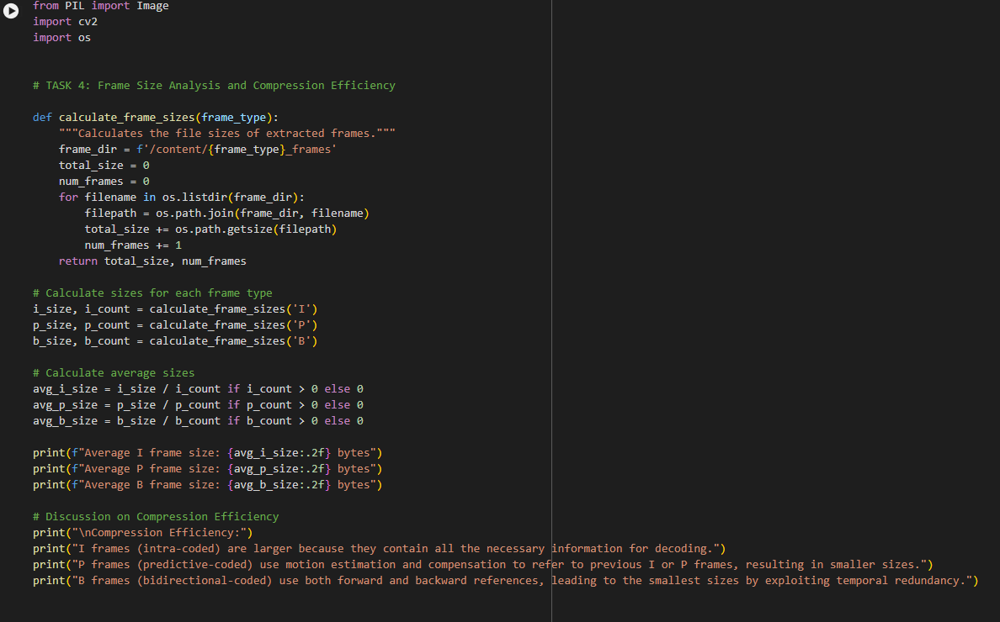 from PIL import Image
import cv2
import os
# TASK 4: Frame Size Analysis and Compression Efficiency
def calculate_frame_sizes(frame_type):
    """Calculates the file sizes of extracted frames."""
    frame_dir = f'/content/{frame_type}_frames'
    total_size = 0
    num_frames = 0
    for filename in os.listdir(frame_dir):
        filepath = os.path.join(frame_dir, filename)
        total_size += os.path.getsize(filepath)
        num_frames += 1
    return total_size, num_frames
# Calculate sizes for each frame type
i_size, i_count = calculate_frame_sizes('I')
p_size, p_count = calculate_frame_sizes('P')
b_size, b_count = calculate_frame_sizes('B')
# Calculate average sizes
avg_i_size = i_size / i_count if i_count > 0 else 0
avg_p_size = p_size / p_count if p_count > 0 else 0
avg_b_size = b_size / b_count if b_count > 0 else 0
print(f"Average I frame size: {avg_i_size:.2f} bytes")
print(f"Average P frame size: {avg_p_size:.2f} bytes")
print(f"Average B frame size: {avg_b_size:.2f} bytes")
# Discussion on Compression Efficiency
print("\nCompression Efficiency:")
print("I frames (intra-coded) are larger because they contain all the necessary information for decoding.")
print("P frames (predictive-coded) use motion estimation and compensation to refer to previous I or P frames, resulting in smaller sizes.")
print("B frames (bidirectional-coded) use both forward and backward references, leading to the smallest sizes by exploiting temporal redundancy.")